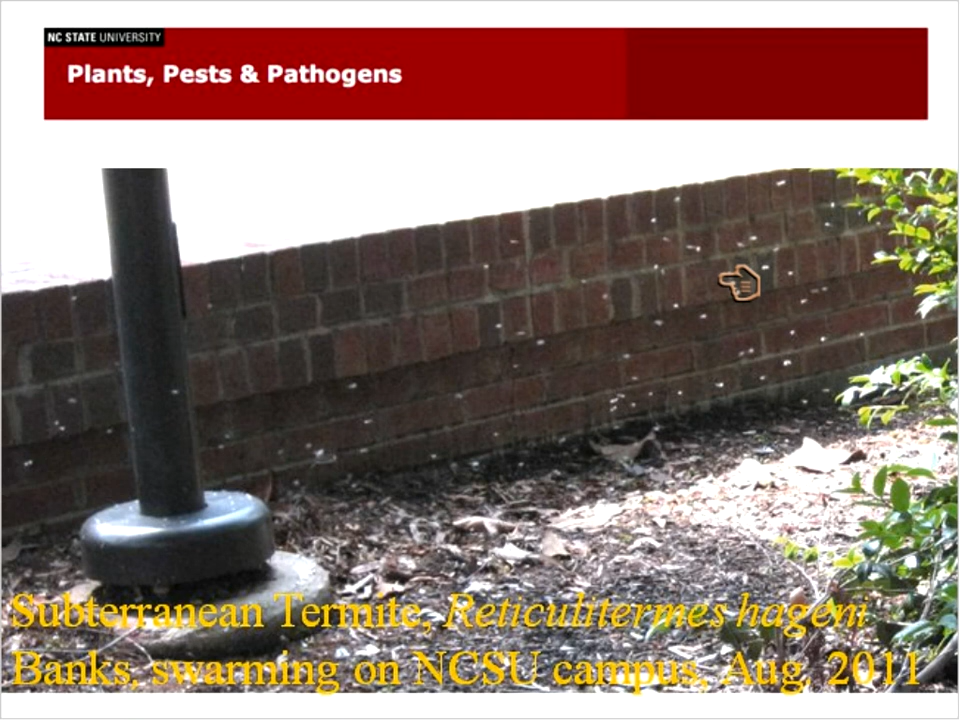 NC STATE UNIVERSITY
Plants, Pests & Pathogens
Subterranean Termite, Reticulitermes hageni
Banks, swarming on NCSU campus, Aug, 2011